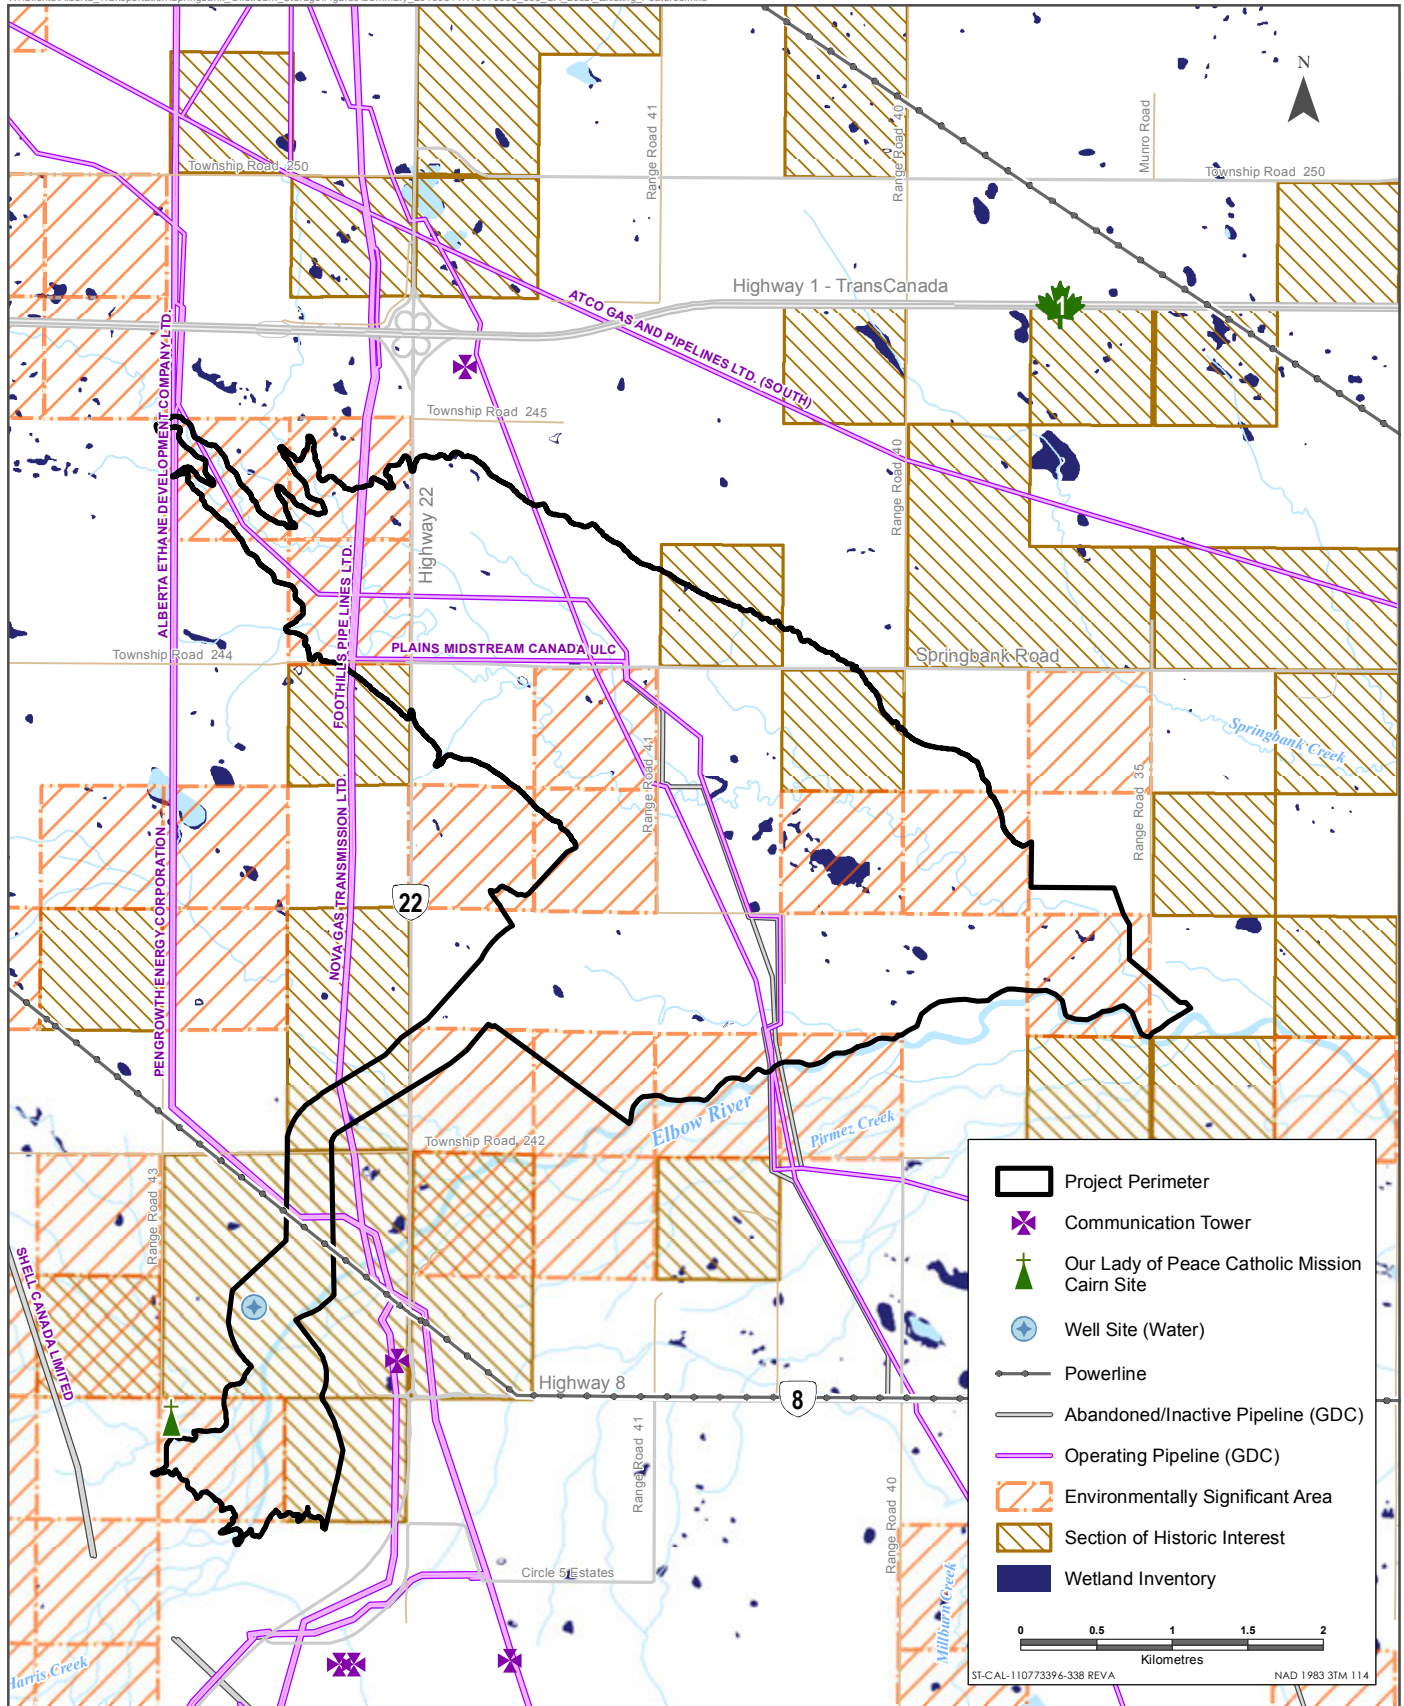 N
Range Road 41
Range Road 40
Munro Road
Township Road 250
Township Road 250
Highway 1 - TransCanada
1
ATCO GAS AND PIPELINES LTD. (SOUTH)
ALBERTA ETHANE DEVELOPMENT COMPANY LTD.
Township Road 245
Range Road 40
Highway 22
FOOTHILLS PIPE LINES LTD.
PLAINS MIDSTREAM CANADA ULC
Township Road 244
Springbank Road
Springbank Creek
Range Road 41
Range Road 35
NOVA GAS TRANSMISSION LTD.
PENGROWTH ENERGY CORPORATION
22
Elbow River
Pirmez Creek
Township Road 242
Range Road 43
SHELL CANADA LIMITED
Highway 8
8
Range Road 41
Range Road 40
Circle 5 Estates
Millburn Creek
Harris Creek
Project Perimeter
Communication Tower
Our Lady of Peace Catholic Mission
Cairn Site
Well Site (Water)
Powerline
Abandoned/Inactive Pipeline (GDC)
Operating Pipeline (GDC)
Environmentally Significant Area
Section of Historic Interest
Wetland Inventory
0 0.5 1 1.5 2
Kilometres
ST-CAL-110773396-338 REVA
NAD 1983 3TM 114